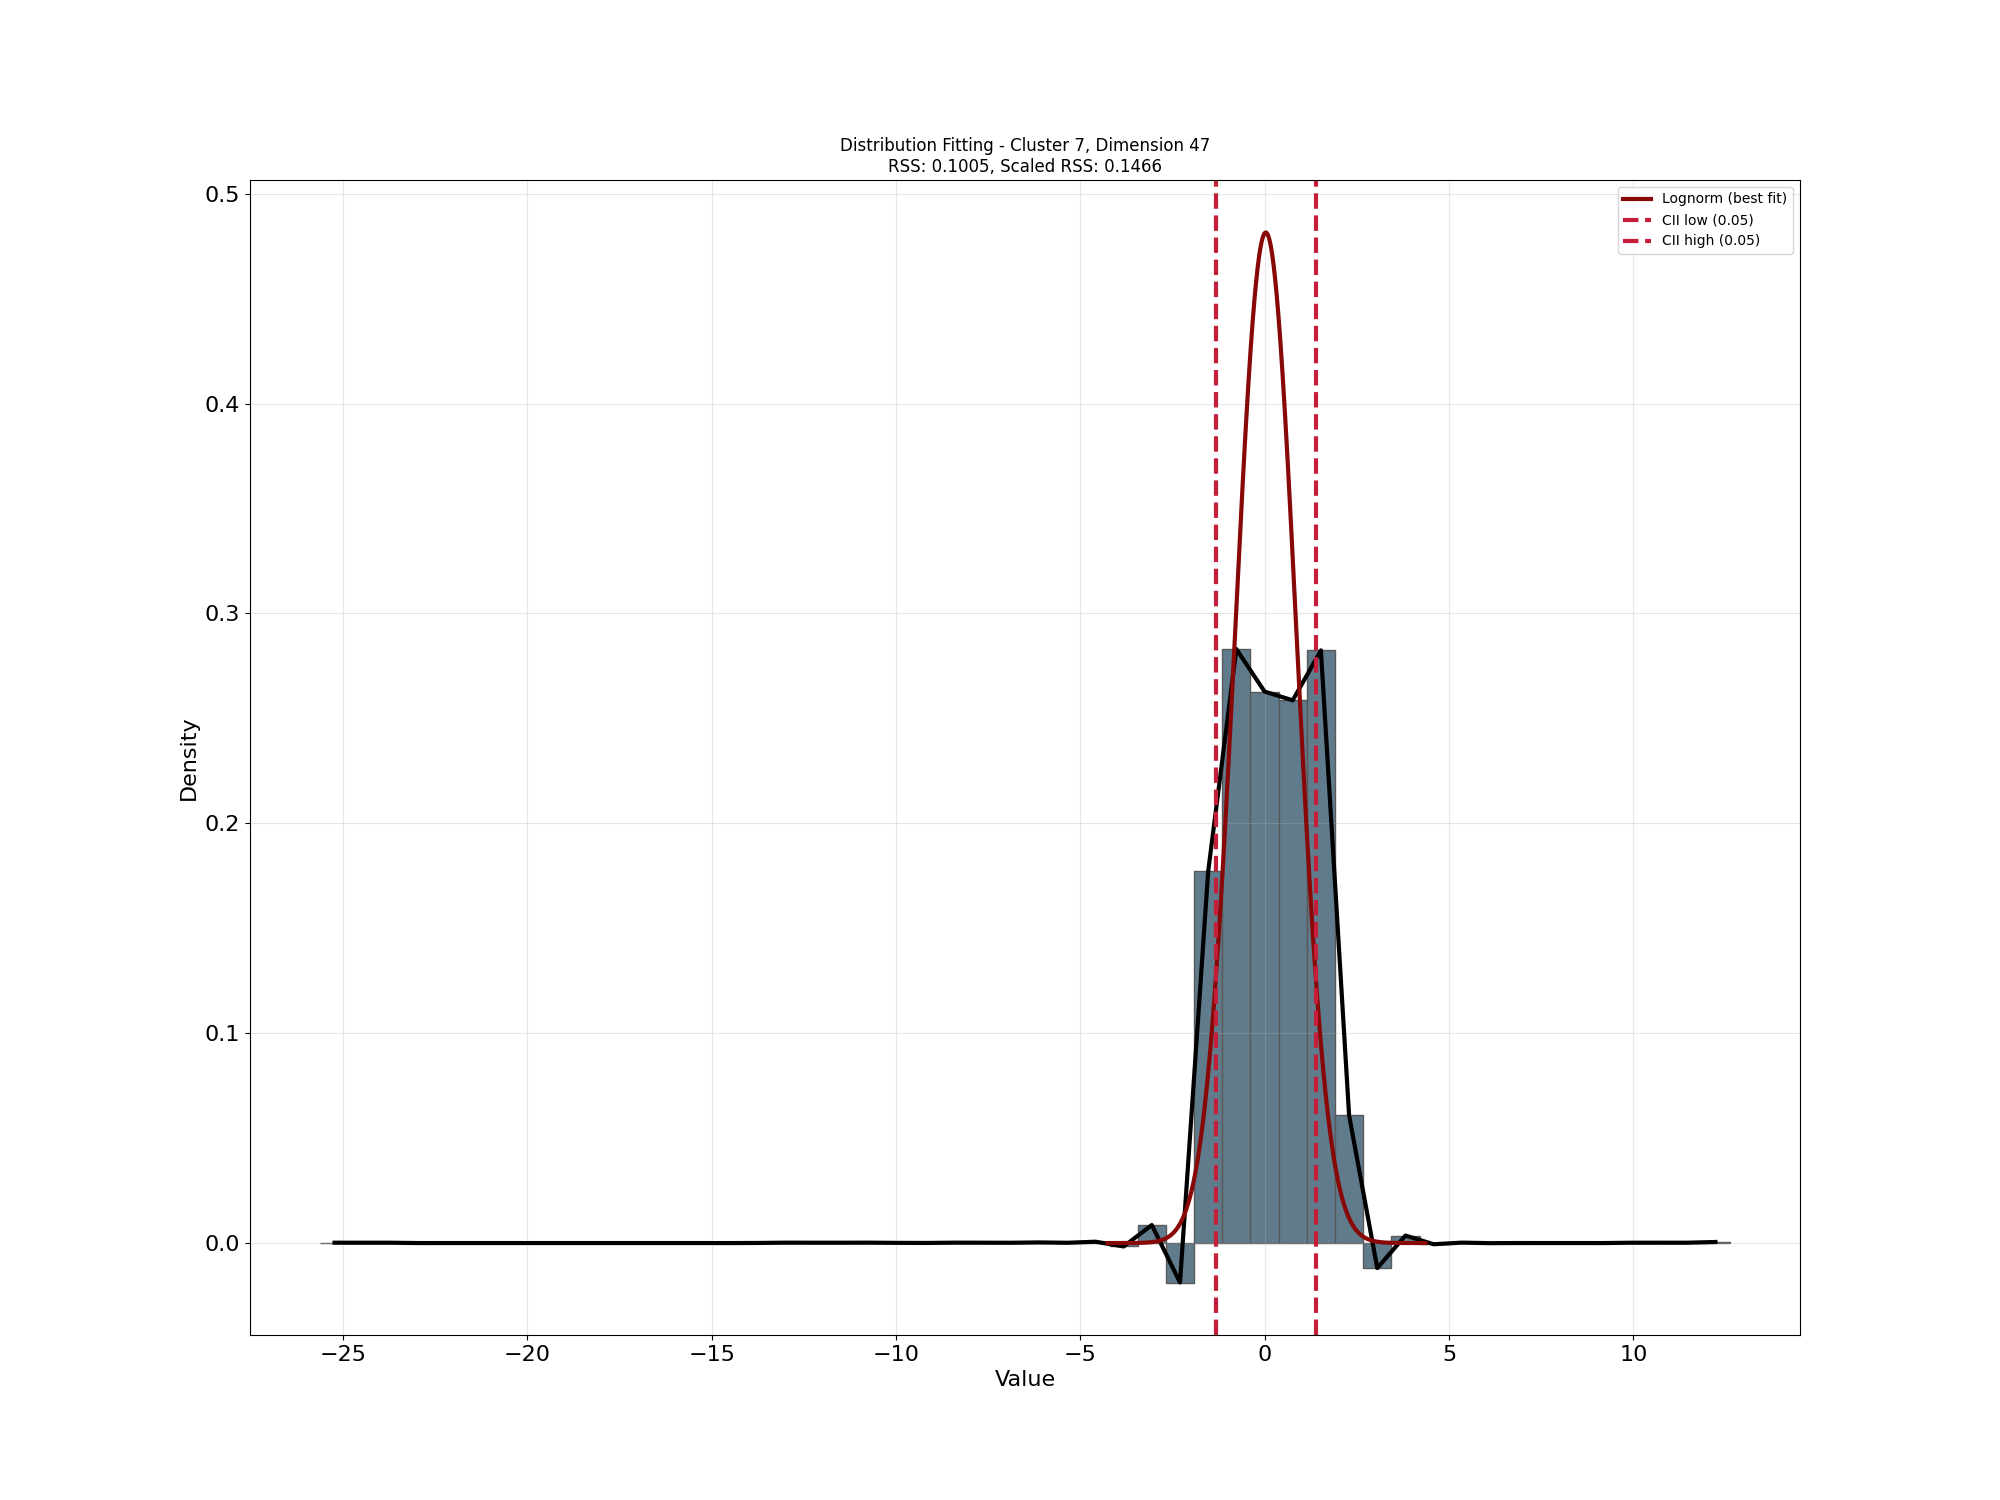 Distribution Fitting - Cluster 7, Dimension 47
RSS: 0.1005, Scaled RSS: 0.1466
Lognorm (best fit)
CII low (0.05)
CII high (0.05)
0.5
0.4
0.3
0.2
0.1
0.0
Density
−25 −20 −15 −10 −5 0 5 10
Value